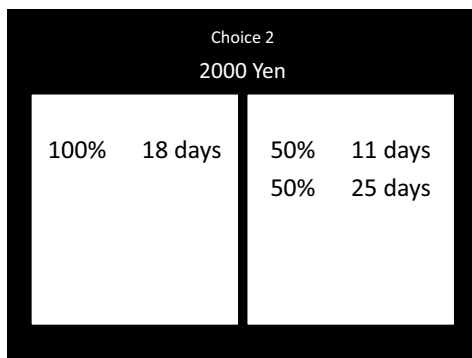 Choice 2
2000 Yen
100% 18 days
50% 11 days
50% 25 days